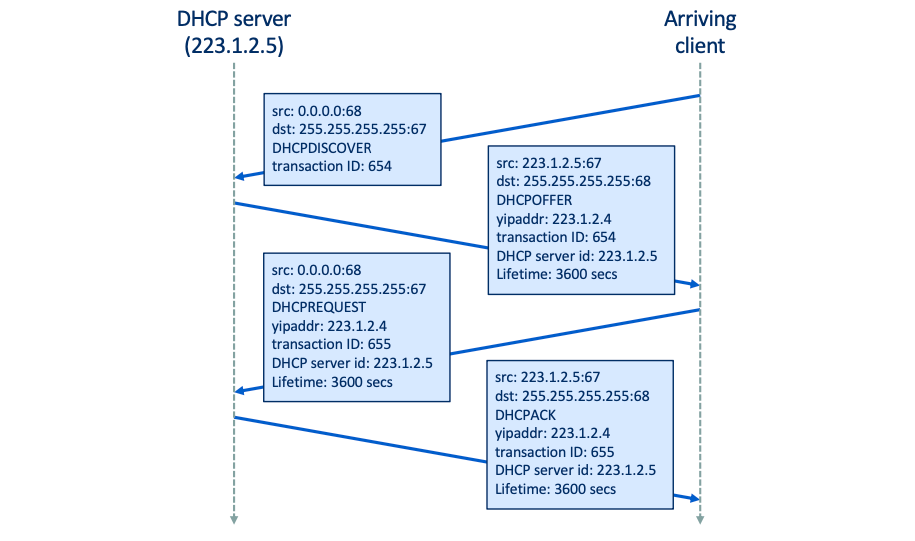 DHCP server
(223.1.2.5)
Arriving
client
src: 0.0.0.0:68
dst: 255.255.255.255:67
DHCPDISCOVER
transaction ID: 654
src: 223.1.2.5:67
dst: 255.255.255.255:68
DHCPOFFER
yipaddr: 223.1.2.4
transaction ID: 654
DHCP server id: 223.1.2.5
Lifetime: 3600 secs
src: 0.0.0.0:68
dst: 255.255.255.255:67
DHCPREQUEST
yipaddr: 223.1.2.4
transaction ID: 655
DHCP server id: 223.1.2.5
Lifetime: 3600 secs
src: 223.1.2.5:67
dst: 255.255.255.255:68
DHCPACK
yipaddr: 223.1.2.4
transaction ID: 655
DHCP server id: 223.1.2.5
Lifetime: 3600 secs